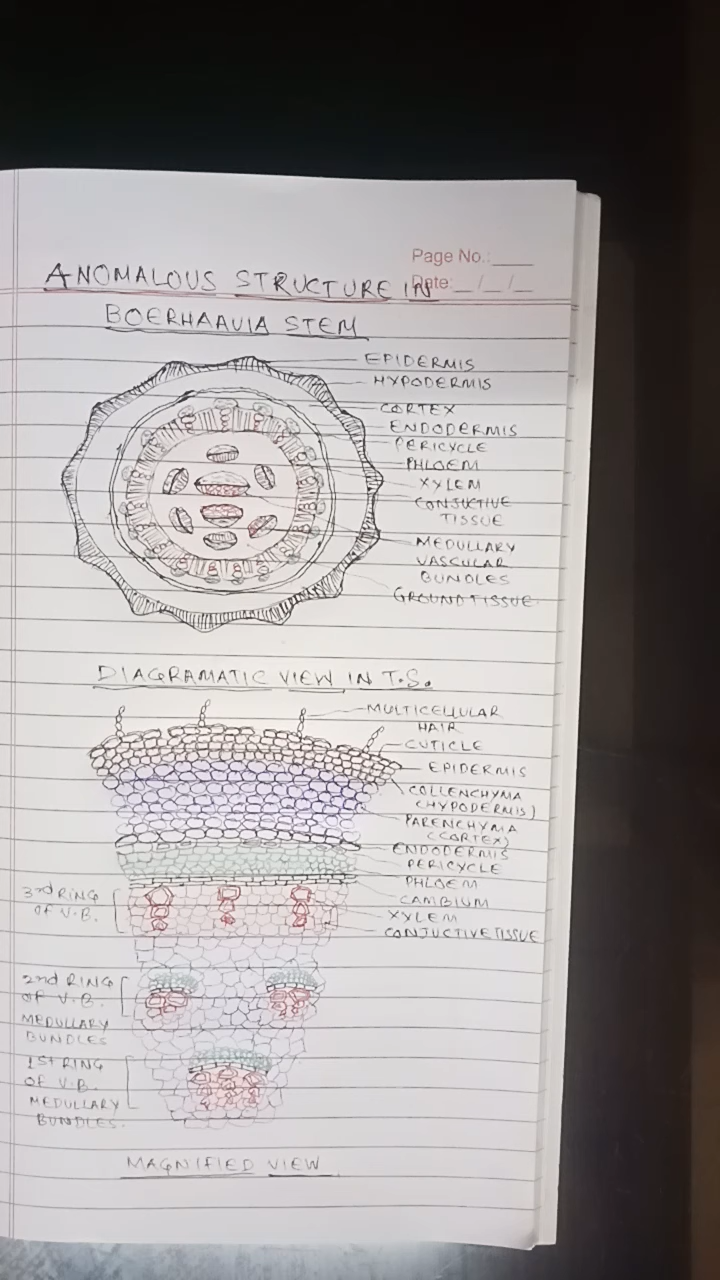 Page No.:
Date: _/_/_
ANOMALOUS STRUCTURE IN
BOERHAAVIA STEM
EPIDERMIS
HYPODERMIS
CORTEX
ENDODERMIS
PERICYCLE
PHLOEM
XYLEM
CONJUCTIVE
TISSUE
MEDULLARY
VASCULAR
BUNDLES
GROUND TISSUE
DIAGRAMATIC VIEW IN T.S.
MULTICELLULAR
HAIR
CUTICLE
EPIDERMIS
COLLENCHYMA
(HYPODERMIS)
PARENCHYMA
(CORTEX)
ENDODERMIS
PERICYCLE
PHLOEM
CAMBIUM
XYLEM
CONJUCTIVE TISSUE
3rd RING
OF V.B.
2nd RING
OF V.B.
MEDULLARY
BUNDLES
1ST RING
OF V.B.
MEDULLARY
BUNDLES.
MAGNIFIED VIEW